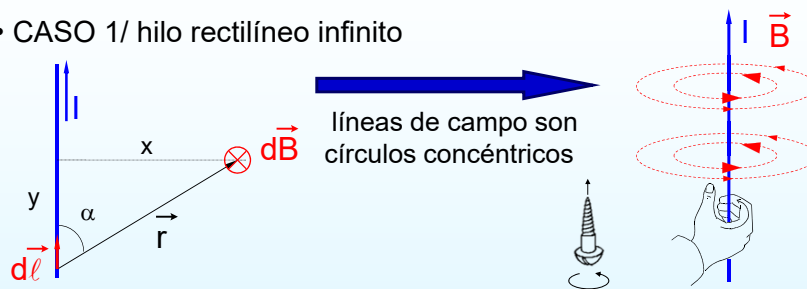 • CASO 1/ hilo rectilíneo infinito
I
x
dB⃗
y
α
r⃗
dℓ⃗
líneas de campo son
círculos concéntricos
I B⃗